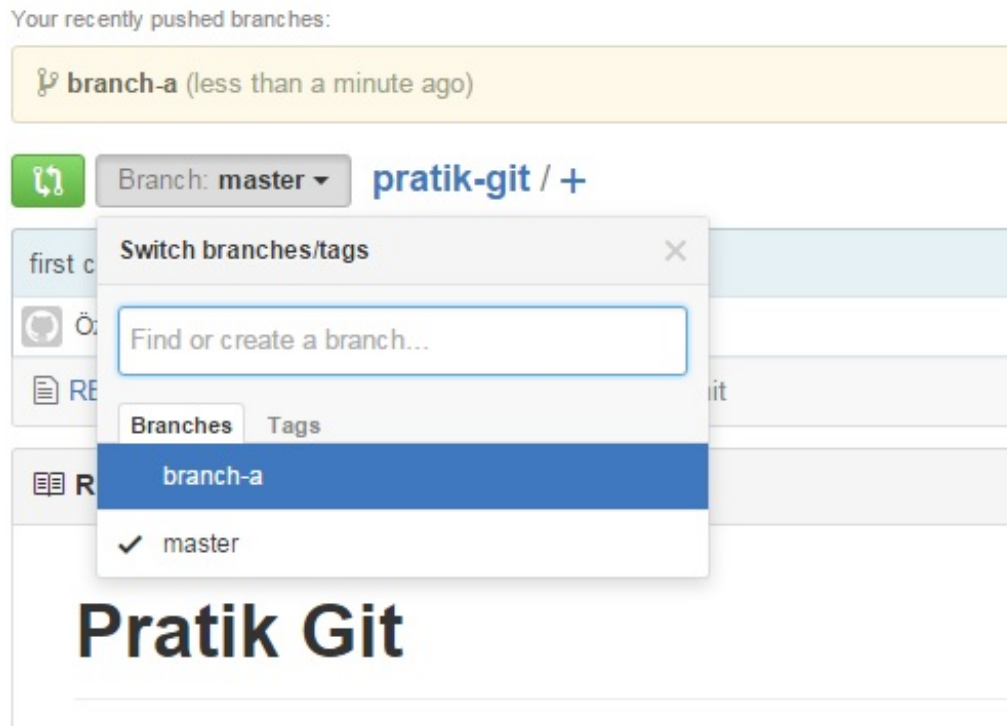 Your recently pushed branches:
branch-a (less than a minute ago)
Branch: master pratik-git / +
Switch branches/tags ×
first c
Find or create a branch...
Branches Tags
branch-a
master
Pratik Git